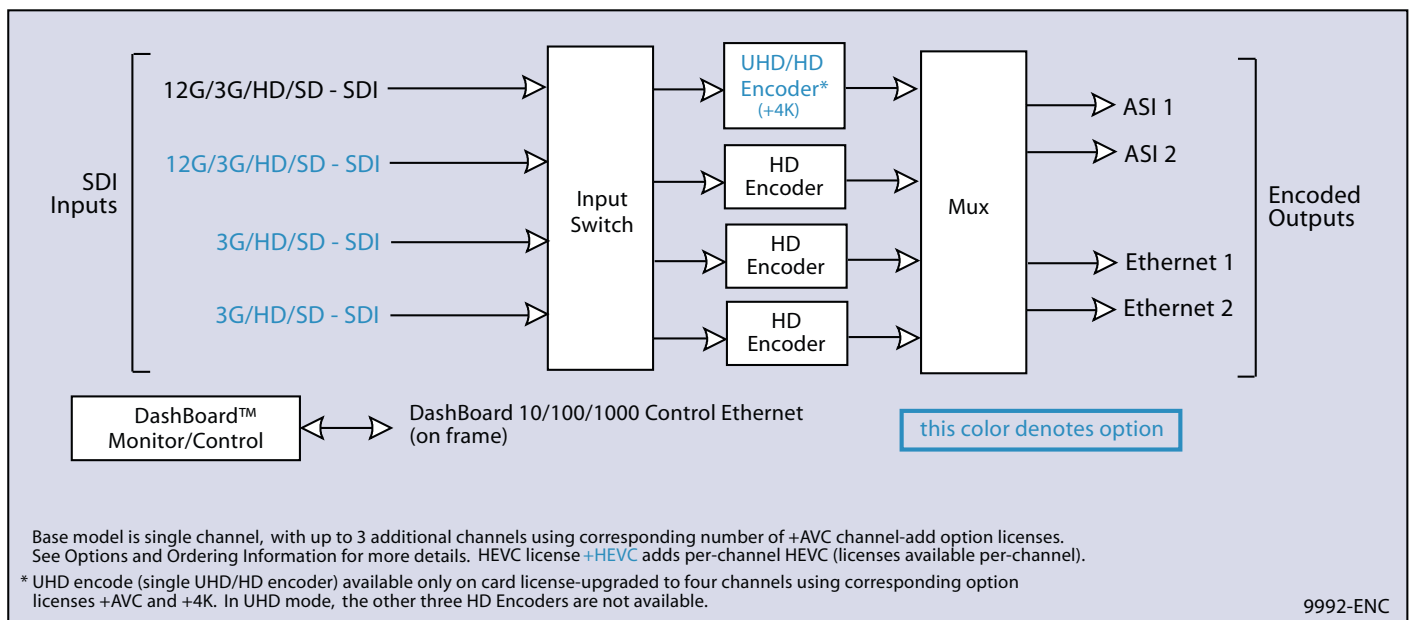 12G/3G/HD/SD - SDI
12G/3G/HD/SD - SDI
3G/HD/SD - SDI
3G/HD/SD - SDI
SDI
Inputs
Input
Switch
UHD/HD
Encoder*
(+4K)
HD
Encoder
HD
Encoder
HD
Encoder
Mux
ASI 1
ASI 2
Ethernet 1
Ethernet 2
Encoded
Outputs
DashBoard™
Monitor/Control
DashBoard 10/100/1000 Control Ethernet
(on frame)
this color denotes option
Base model is single channel, with up to 3 additional channels using corresponding number of +AVC channel-add option licenses.
See Options and Ordering Information for more details. HEVC license +HEVC adds per-channel HEVC (licenses available per-channel).
* UHD encode (single UHD/HD encoder) available only on card license-upgraded to four channels using corresponding option
licenses +AVC and +4K. In UHD mode, the other three HD Encoders are not available.
9992-ENC